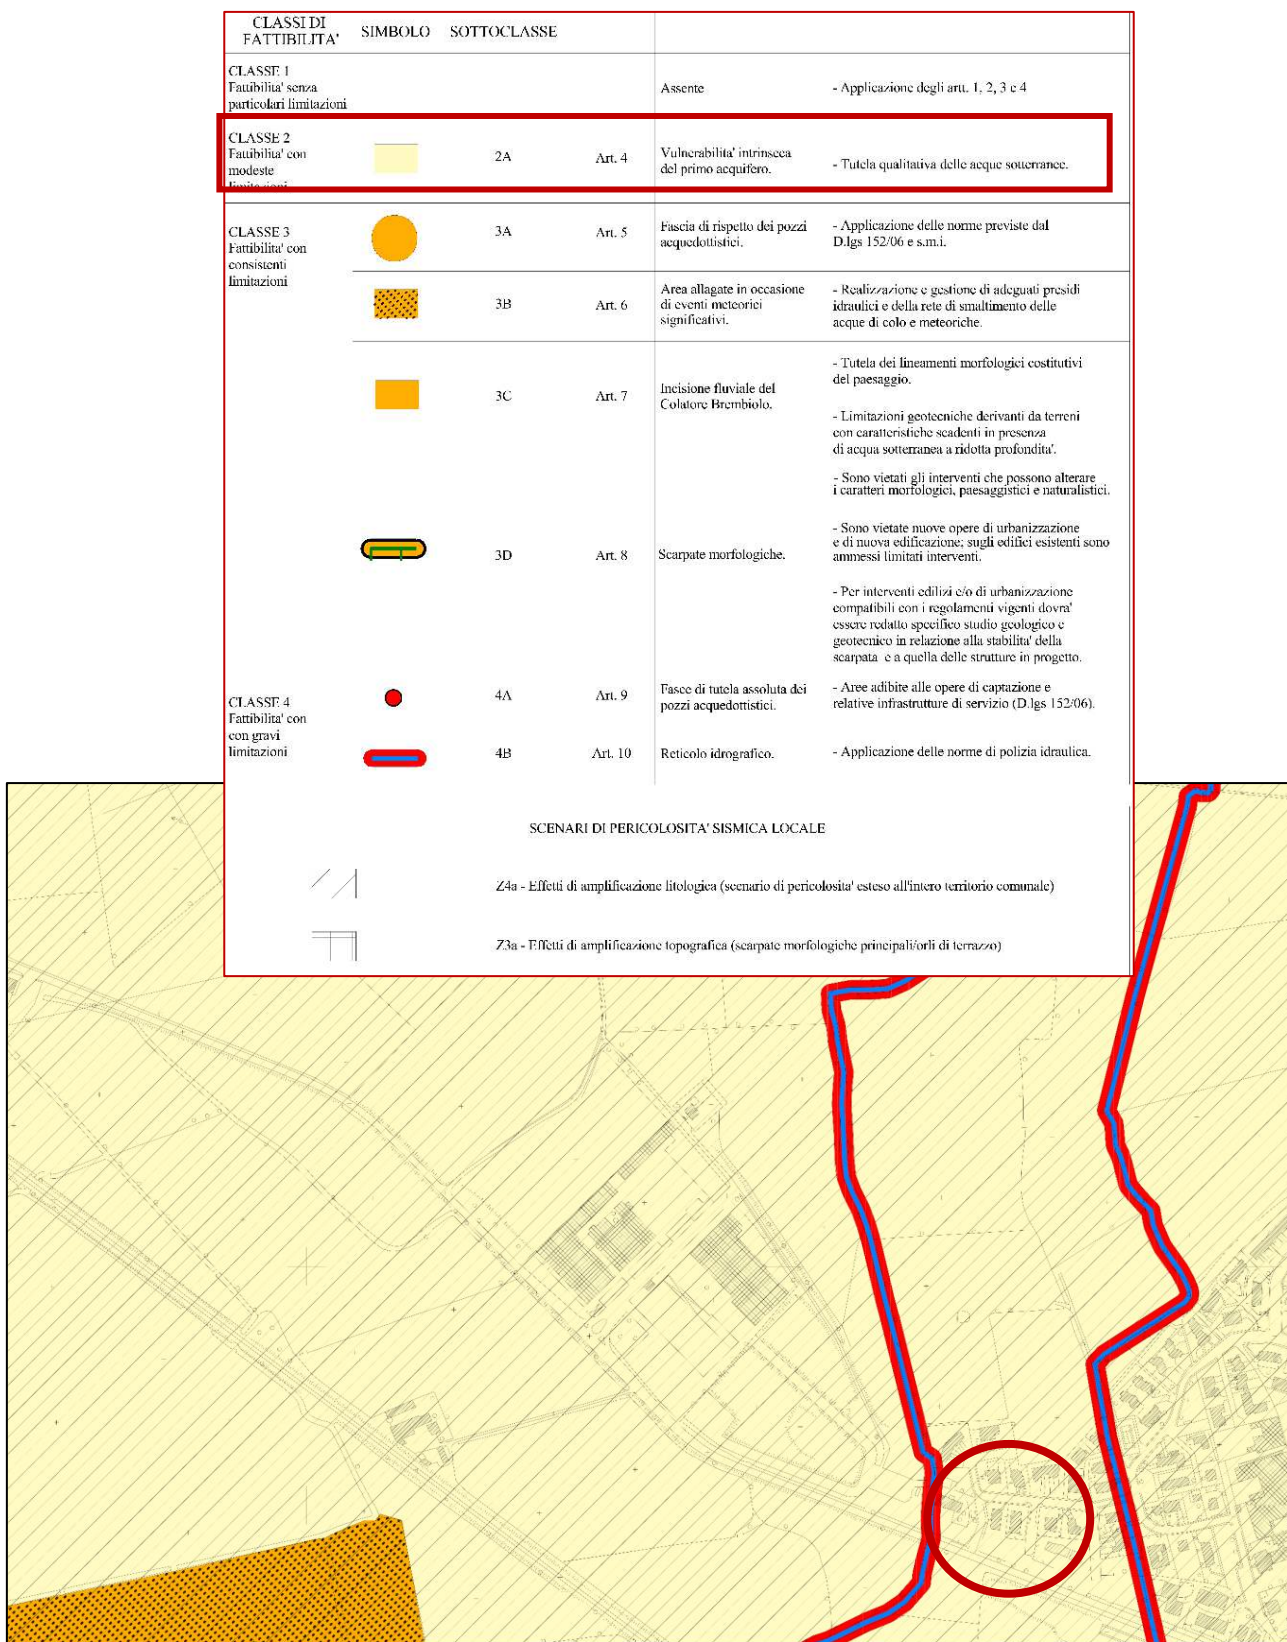 CLASSI DI
FATTIBILITA'
SIMBOLO
SOTTOCLASSE
CLASSE 1
Fattibilita' senza
particolari limitazioni
Assente
- Applicazione degli artt. 1, 2, 3 e 4
CLASSE 2
Fattibilita' con
modeste
limitazioni
2A
Art. 4
Vulnerabilita' intrinseca
del primo acquifero.
- Tutela qualitativa delle acque sotterranee.
CLASSE 3
Fattibilita' con
consistenti
limitazioni
3A
Art. 5
Fascia di rispetto dei pozzi
acquedottistici.
- Applicazione delle norme previste dal
D.lgs 152/06 e s.m.i.
3B
Art. 6
Area allagate in occasione
di eventi meteorici
significativi.
- Realizzazione e gestione di adeguati presidi
idraulici e della rete di smaltimento delle
acque di colo e meteoriche.
3C
Art. 7
Incisione fluviale del
Colatore Brembiolo.
- Tutela dei lineamenti morfologici costitutivi
del paesaggio.
- Limitazioni geotecniche derivanti da terreni
con caratteristiche scadenti in presenza
di acqua sotterranea a ridotta profondita'.
- Sono vietati gli interventi che possono alterare
i caratteri morfologici, paesaggistici e naturalistici.
3D
Art. 8
Scarpate morfologiche.
- Sono vietate nuove opere di urbanizzazione
e di nuova edificazione; sugli edifici esistenti sono
ammessi limitati interventi.
- Per interventi edilizi e/o di urbanizzazione
compatibili con i regolamenti vigenti dovra'
essere redatto specifico studio geologico e
geotecnico in relazione alla stabilita' della
scarpata e a quella delle strutture in progetto.
CLASSE 4
Fattibilita' con
con gravi
limitazioni
4A
Art. 9
Fasce di tutela assoluta dei
pozzi acquedottistici.
- Aree adibite alle opere di captazione e
relative infrastrutture di servizio (D.lgs 152/06).
4B
Art. 10
Reticolo idrografico.
- Applicazione delle norme di polizia idraulica.
SCENARI DI PERICOLOSITA' SISMICA LOCALE
Z4a - Effetti di amplificazione litologica (scenario di pericolosita' esteso all'intero territorio comunale)
Z3a - Effetti di amplificazione topografica (scarpate morfologiche principali/orli di terrazzo)